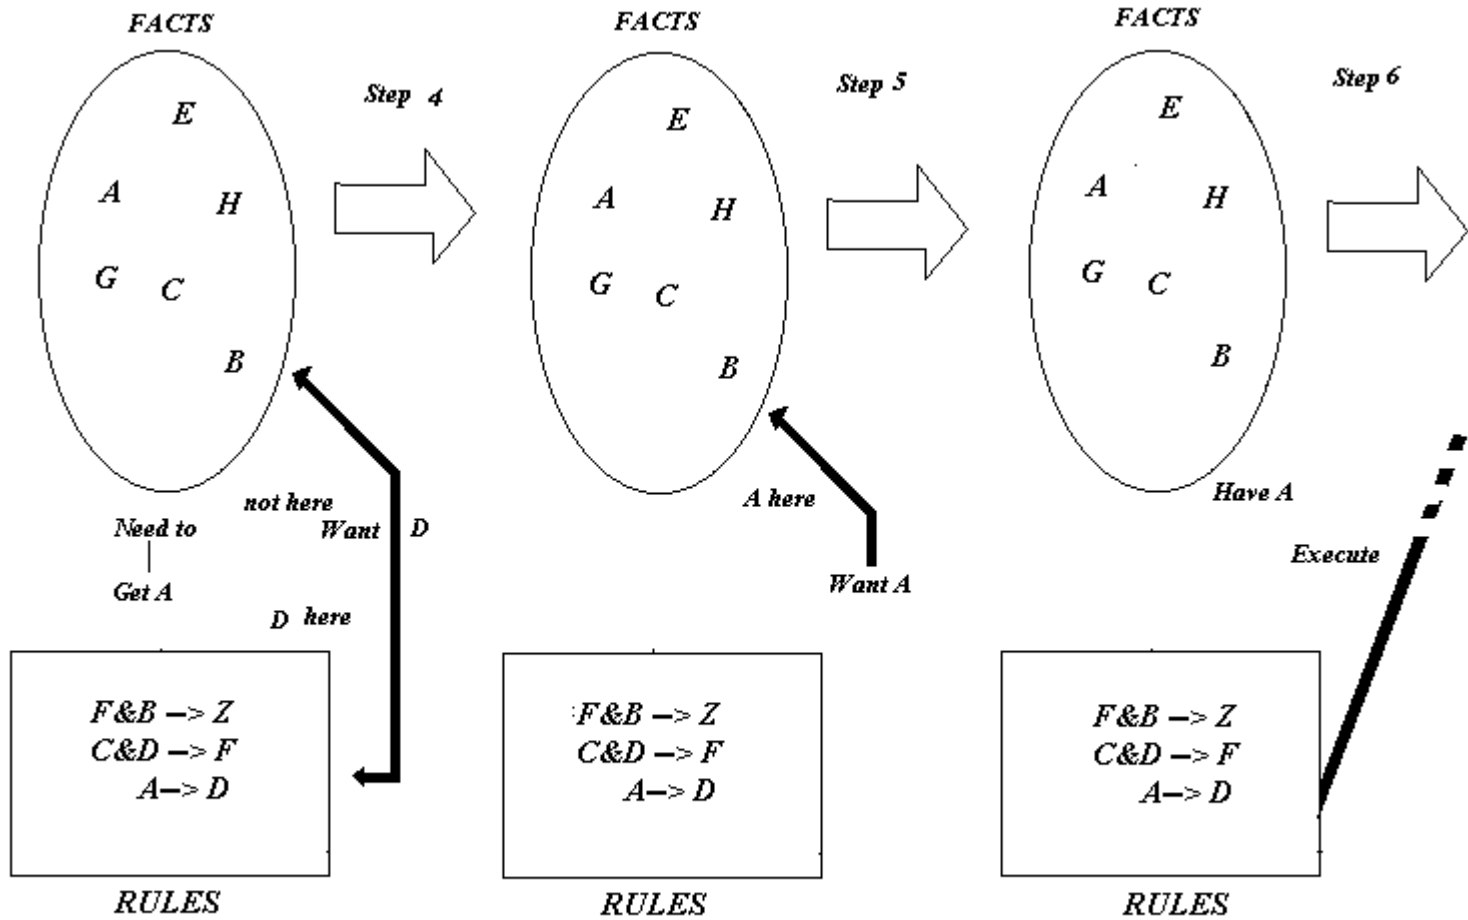 FACTS
E
A
H
G
C
B
not here
Need to
Want D
Get A
D here
F&B --> Z
C&D --> F
A--> D
RULES
Step 4
FACTS
E
A
H
G
C
B
A here
Want A
F&B --> Z
C&D --> F
A--> D
RULES
Step 5
FACTS
E
A
H
G
C
B
Have A
Execute
F&B --> Z
C&D --> F
A--> D
RULES
Step 6